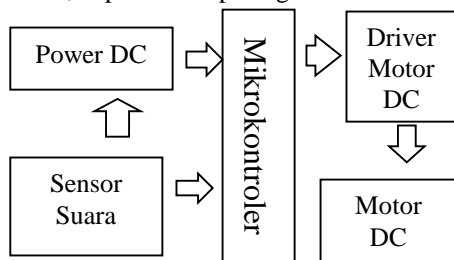 Power DC
Sensor
Suara
Mikrokontroler
Driver
Motor
DC
Motor
DC